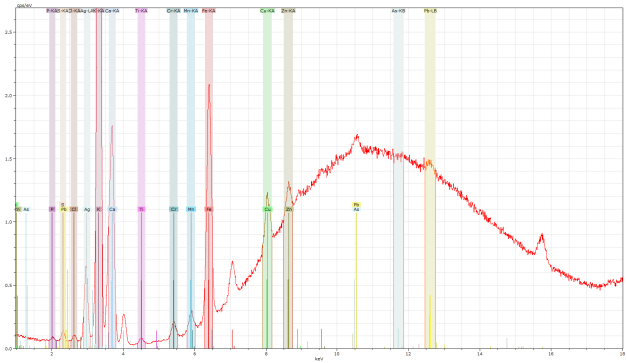 cps/eV
P-KA S-KA Cl-KA Ag-LA K-KA Ca-KA Ti-KA Cr-KA Mn-KA Fe-KA Cu-KA Zn-KA As-KB Pb-LB
2.5
2.0
1.5
S Pb
As P Pb Cl Ag K Ca Ti Cr Mn Fe Cu Zn As
1.0
0.5
0.0
2 4 6 8 10 12 14 16 18
keV